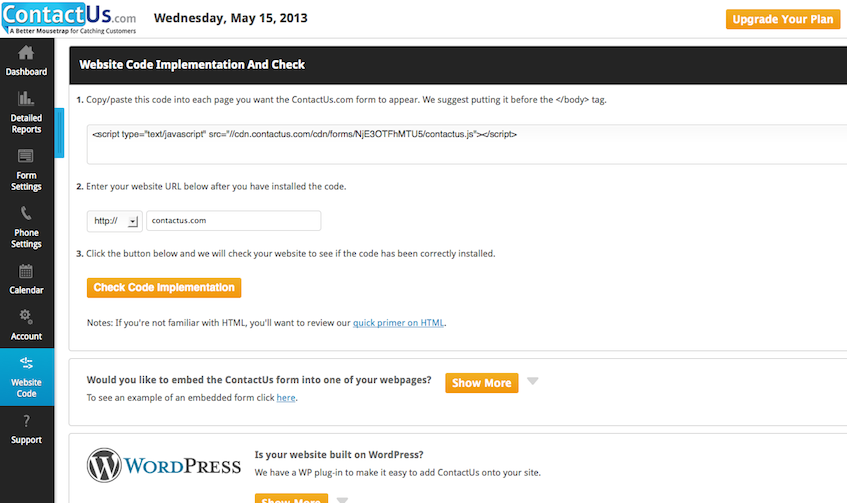 ContactUs.com
A Better Mousetrap for Catching Customers
Wednesday, May 15, 2013
Upgrade Your Plan
Dashboard
Detailed
Reports
Form
Settings
Phone
Settings
Calendar
Account
Website
Code
?
Support
Website Code Implementation And Check
1. Copy/paste this code into each page you want the ContactUs.com form to appear. We suggest putting it before the </body> tag.
<script type="text/javascript" src="//cdn.contactus.com/cdn/forms/NjE3OTFhMTU5/contactus.js"></script>
2. Enter your website URL below after you have installed the code.
http:// contactus.com
3. Click the button below and we will check your website to see if the code has been correctly installed.
Check Code Implementation
Notes: If you're not familiar with HTML, you'll want to review our quick primer on HTML.
Would you like to embed the ContactUs form into one of your webpages?
Show More
To see an example of an embedded form click here.
WORDPRESS
Is your website built on WordPress?
We have a WP plug-in to make it easy to add ContactUs onto your site.
Show More